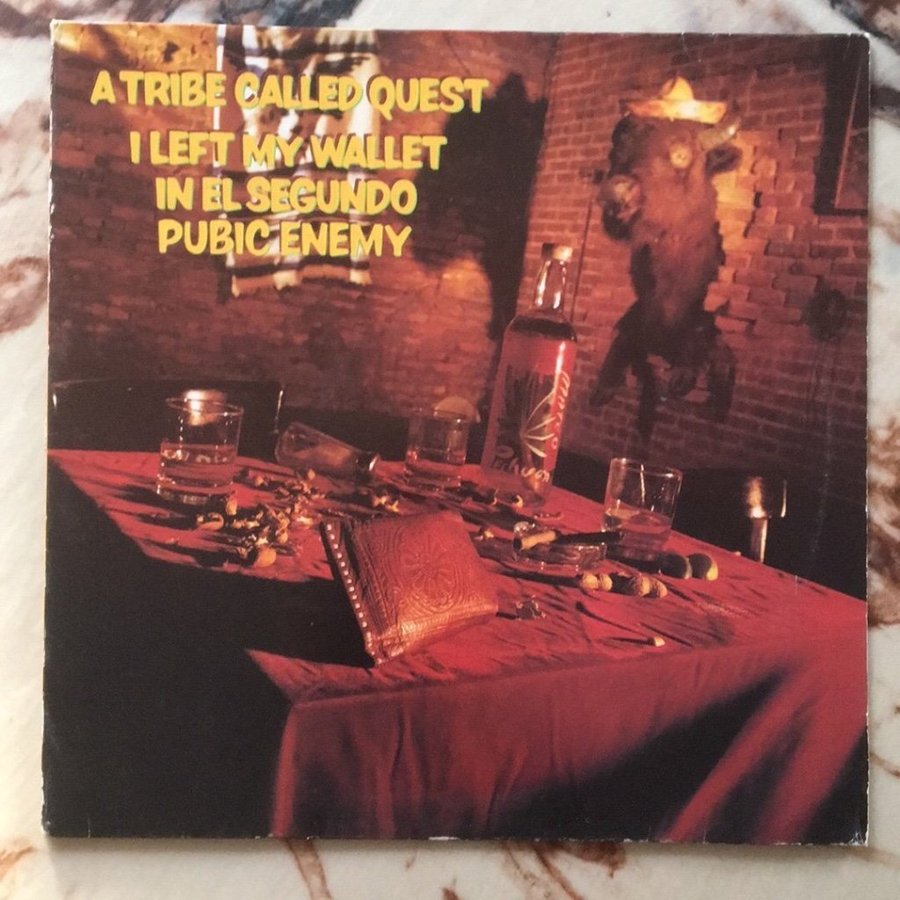 A TRIBE CALLED QUEST
I LEFT MY WALLET
IN EL SEGUNDO
PUBIC ENEMY